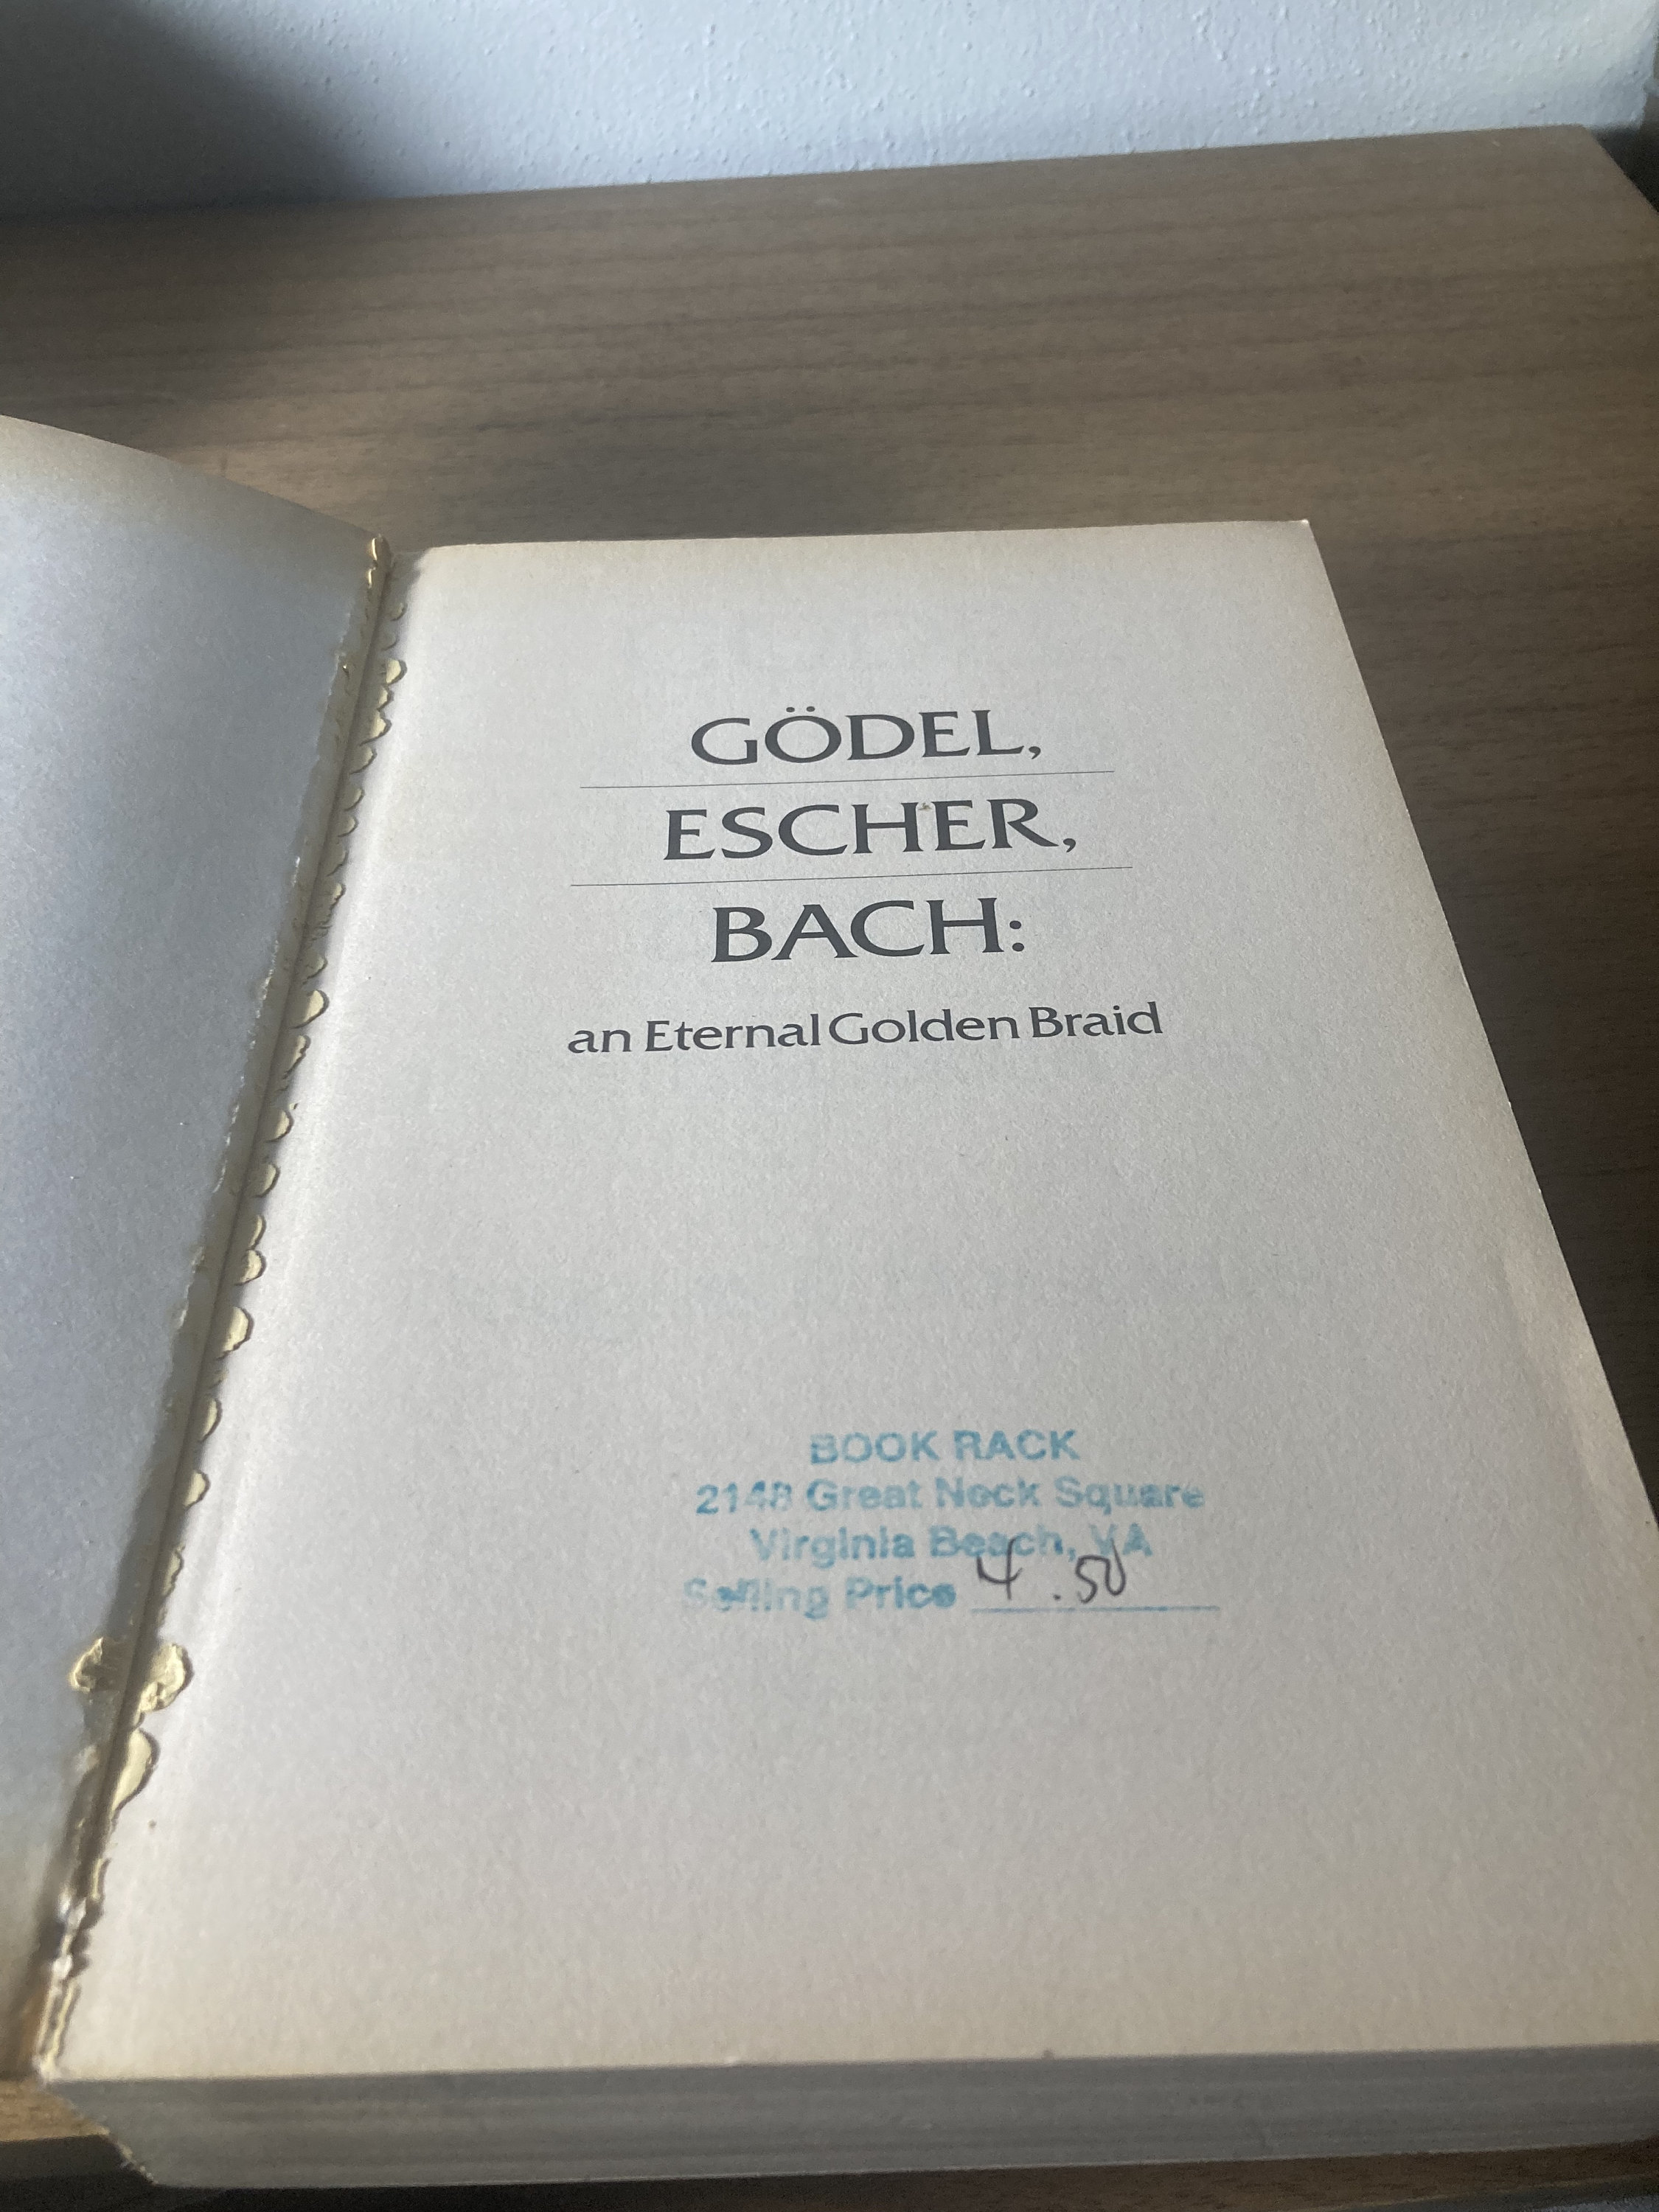 GÖDEL,
ESCHER,
BACH:
an Eternal Golden Braid
BOOK RACK
2148 Great Neck Square
Virginia Beach, VA
Selling Price 4.50